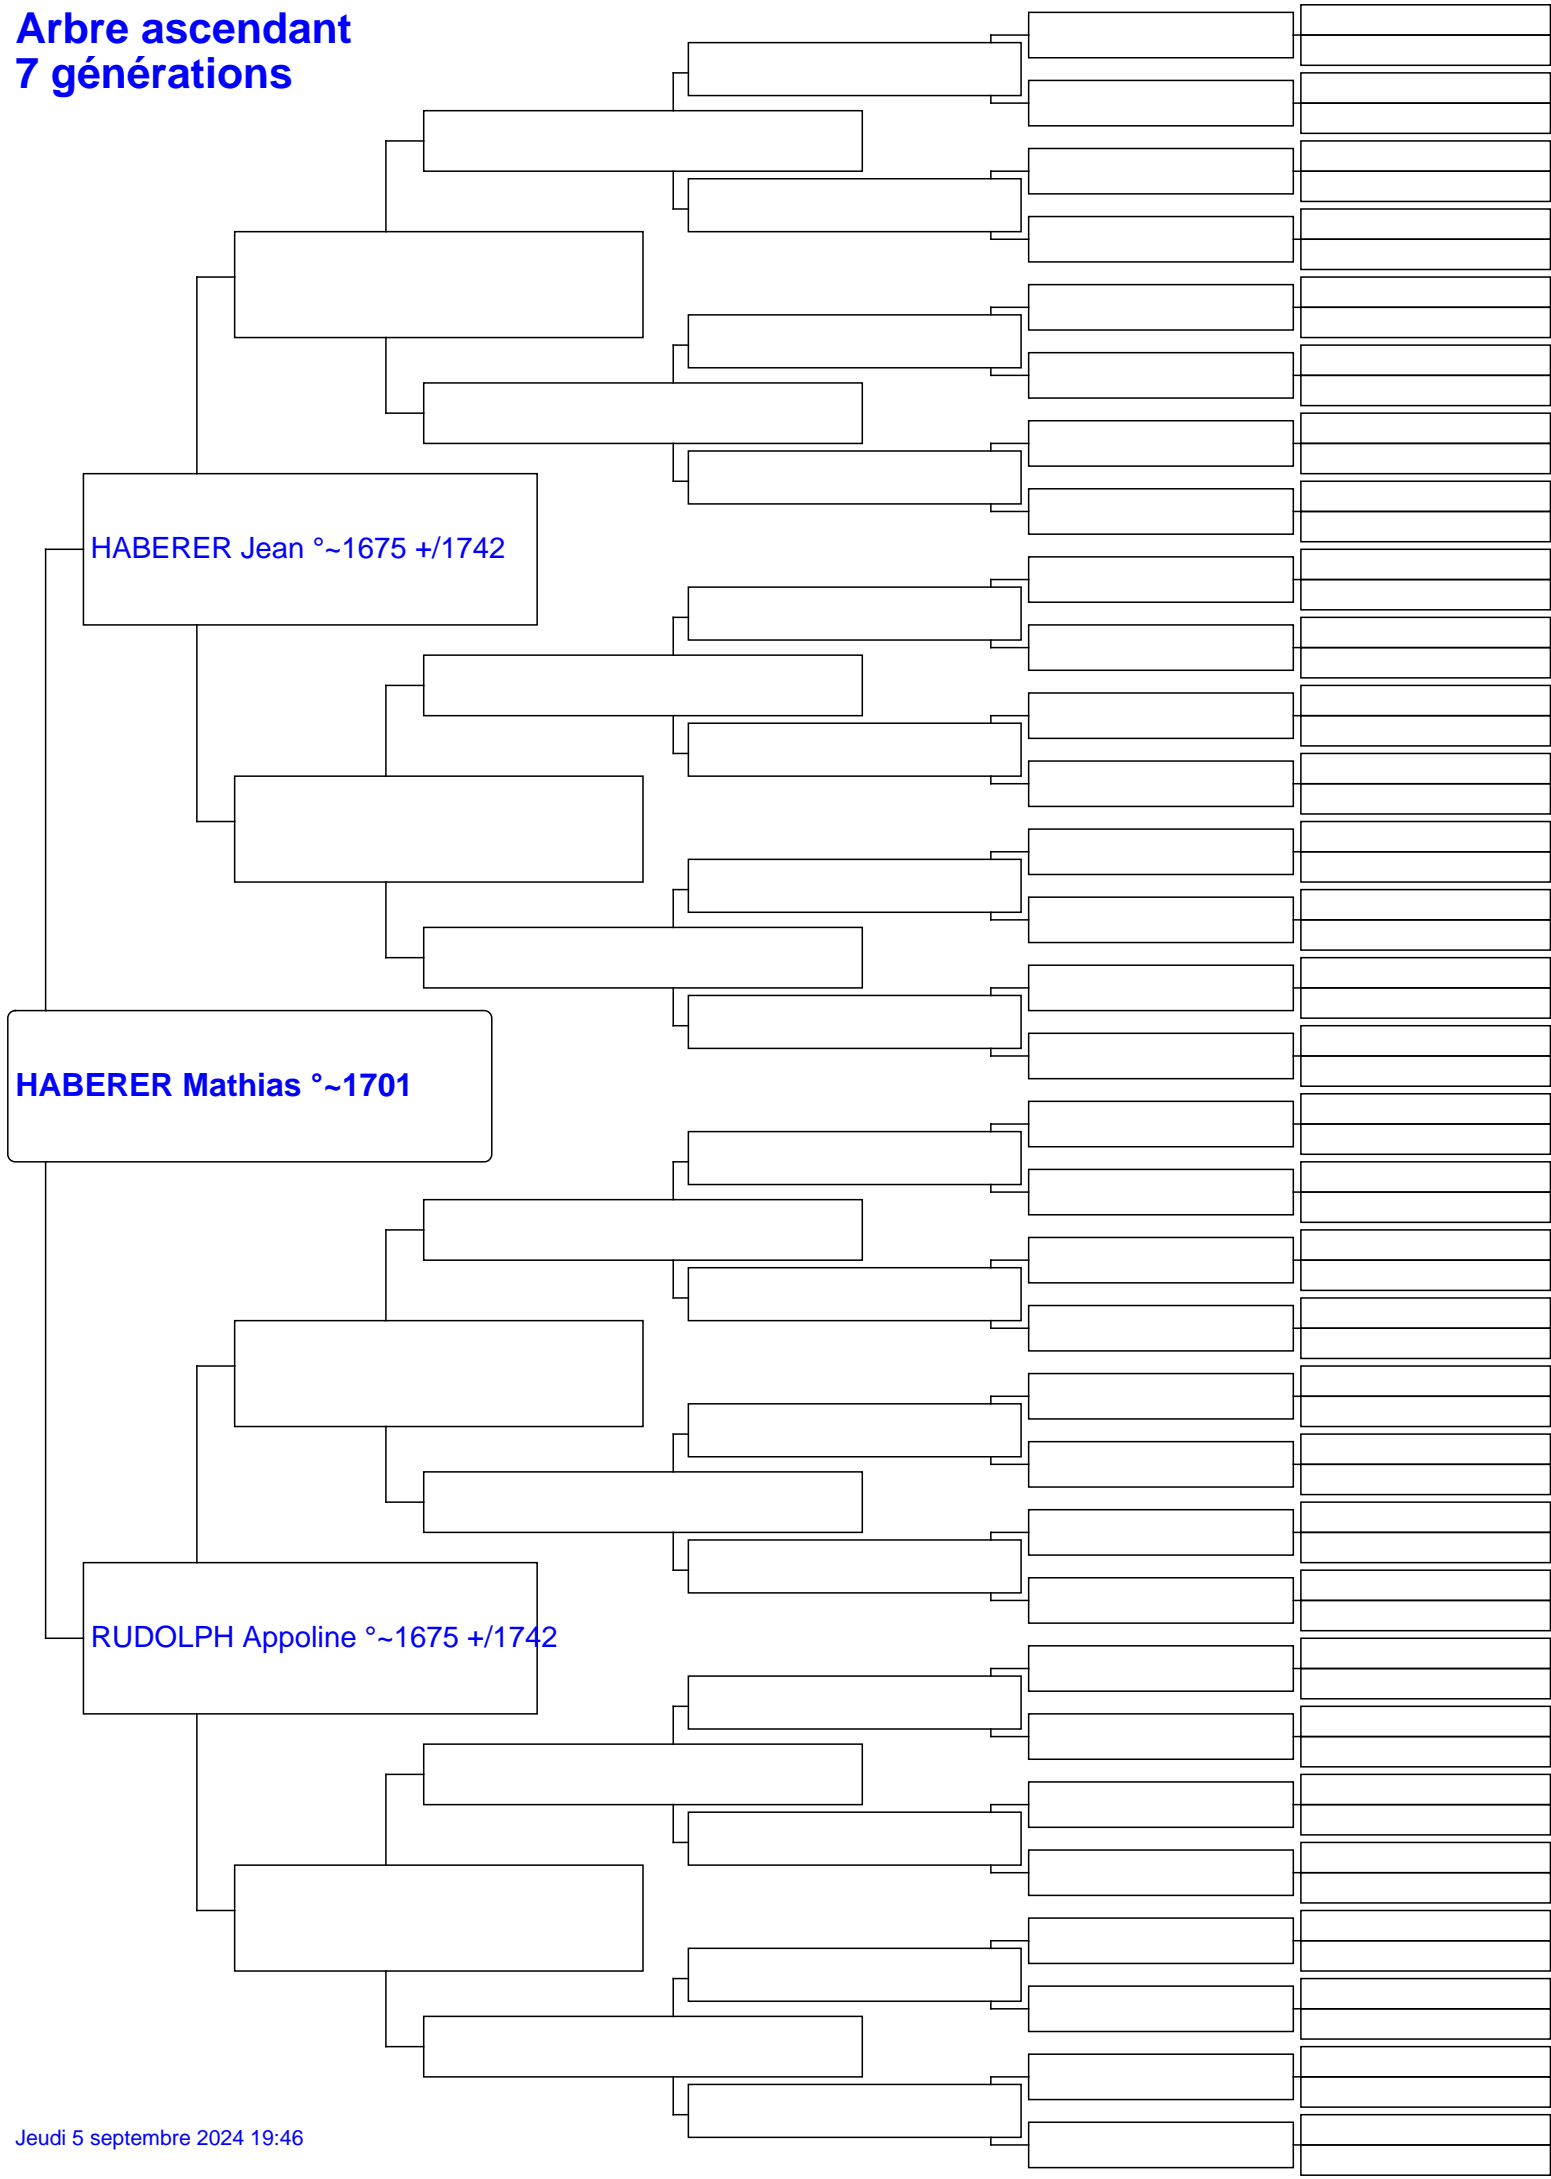 Arbre ascendant
7 générations
HABERER Jean °~1675 +/1742
HABERER Mathias °~1701
RUDOLPH Appoline °~1675 +/1742
Jeudi 5 septembre 2024 19:46